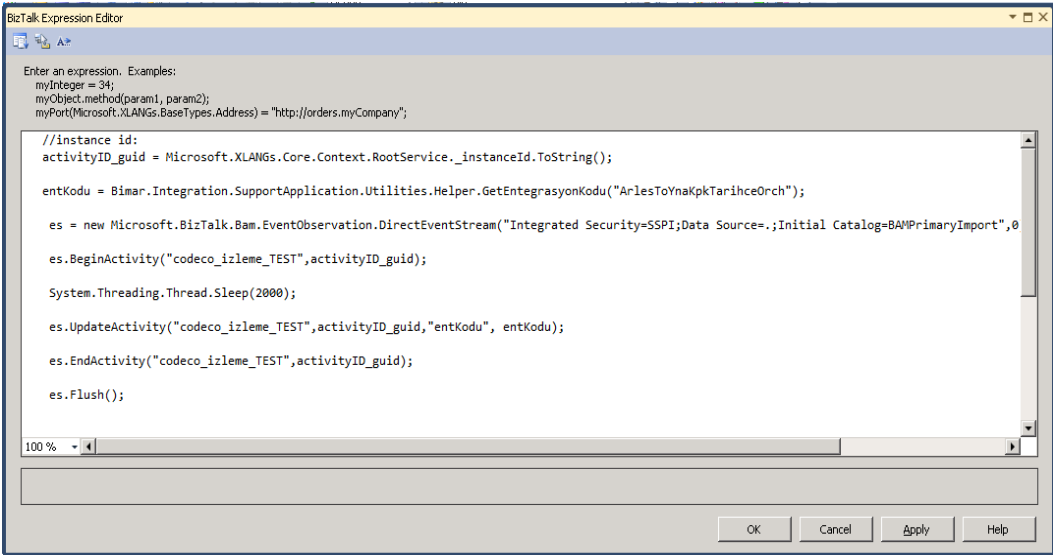 BizTalk Expression Editor
Enter an expression. Examples:
myInteger = 34;
myObject.method(param1, param2);
myPort(Microsoft.XLANGs.BaseTypes.Address) = "http://orders.myCompany";
//instance id:
activityID_guid = Microsoft.XLANGs.Core.Context.RootService._instanceId.ToString();
entKodu = Bimar.Integration.SupportApplication.Utilities.Helper.GetEntegrasyonKodu("ArlesToYnaKpkTarihceOrch");
es = new Microsoft.BizTalk.Bam.EventObservation.DirectEventStream("Integrated Security=SSPI;Data Source=.;Initial Catalog=BAMPrimaryImport",0
es.BeginActivity("codeco_izleme_TEST",activityID_guid);
System.Threading.Thread.Sleep(2000);
es.UpdateActivity("codeco_izleme_TEST",activityID_guid,"entKodu", entKodu);
es.EndActivity("codeco_izleme_TEST",activityID_guid);
es.Flush();
100 %
OK Cancel Apply Help